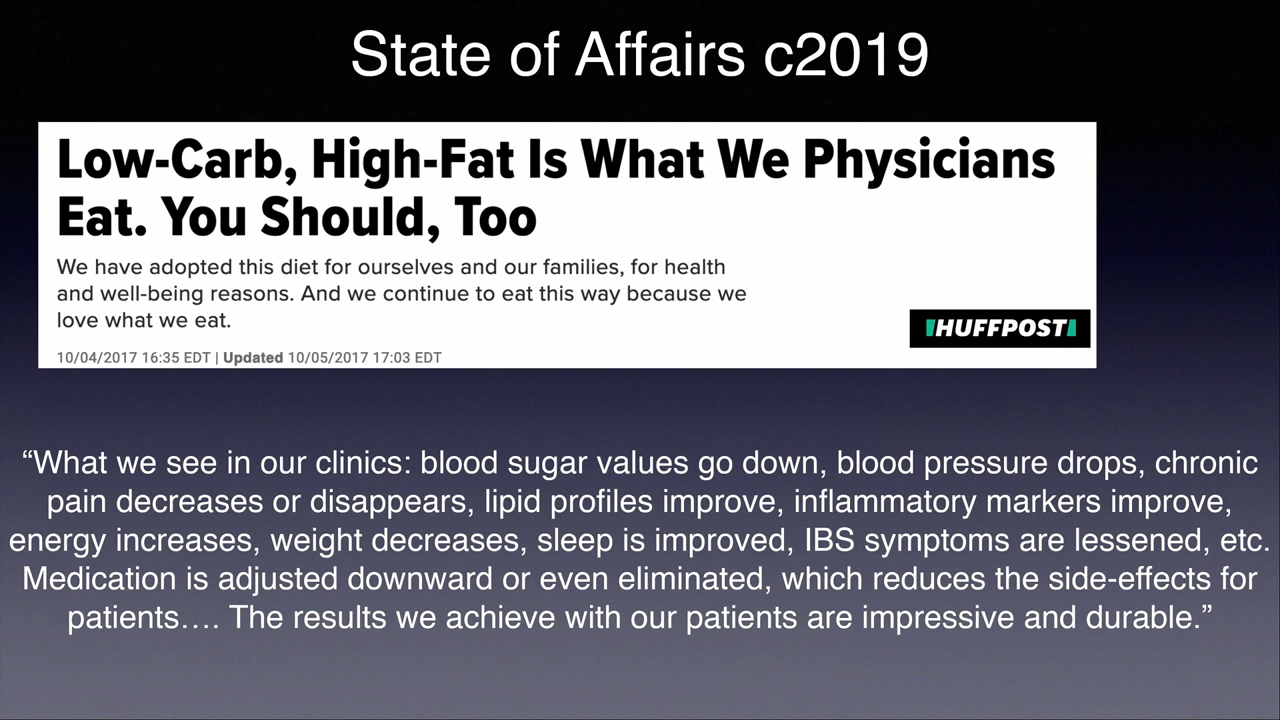 State of Affairs c2019
Low-Carb, High-Fat Is What We Physicians
Eat. You Should, Too
We have adopted this diet for ourselves and our families, for health
and well-being reasons. And we continue to eat this way because we
love what we eat.
HUFFPOST
10/04/2017 16:35 EDT | Updated 10/05/2017 17:03 EDT
“What we see in our clinics: blood sugar values go down, blood pressure drops, chronic
pain decreases or disappears, lipid profiles improve, inflammatory markers improve,
energy increases, weight decreases, sleep is improved, IBS symptoms are lessened, etc.
Medication is adjusted downward or even eliminated, which reduces the side-effects for
patients…. The results we achieve with our patients are impressive and durable.”